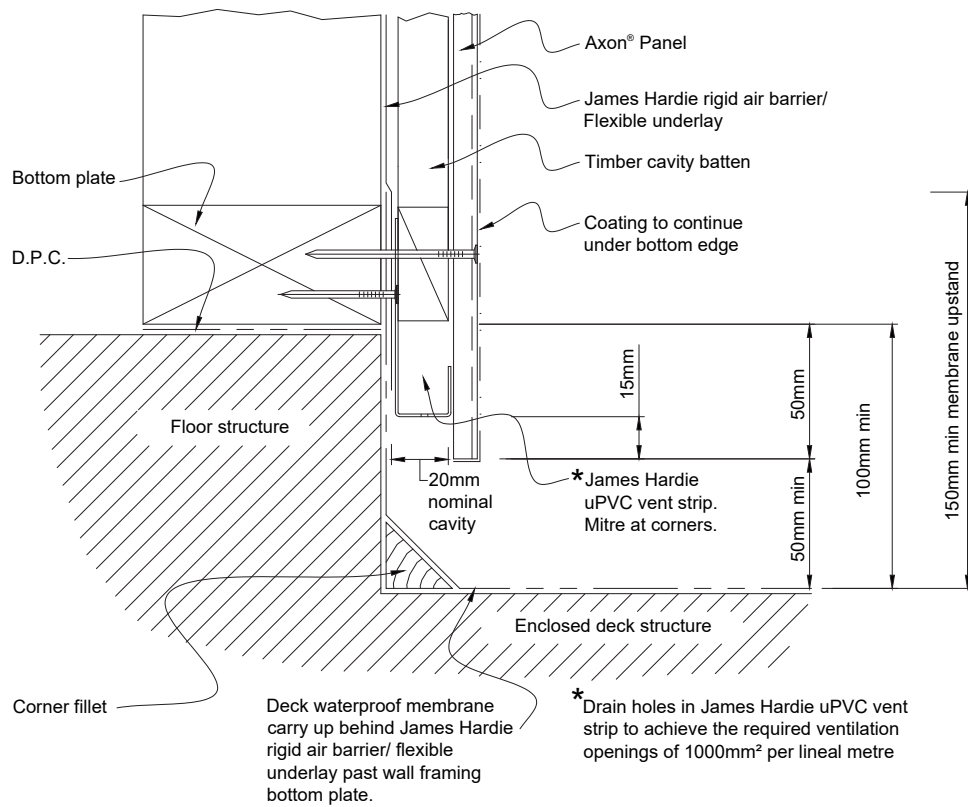 Axon® Panel
James Hardie rigid air barrier/
Flexible underlay
Timber cavity batten
Bottom plate
Coating to continue
under bottom edge
D.P.C.
Floor structure
15mm
50mm
50mm min
100mm min
150mm min membrane upstand
20mm
nominal
cavity
*James Hardie
uPVC vent strip.
Mitre at corners.
Enclosed deck structure
Corner fillet
Deck waterproof membrane
carry up behind James Hardie
rigid air barrier/ flexible
underlay past wall framing
bottom plate.
*Drain holes in James Hardie uPVC vent
strip to achieve the required ventilation
openings of 1000mm² per lineal metre